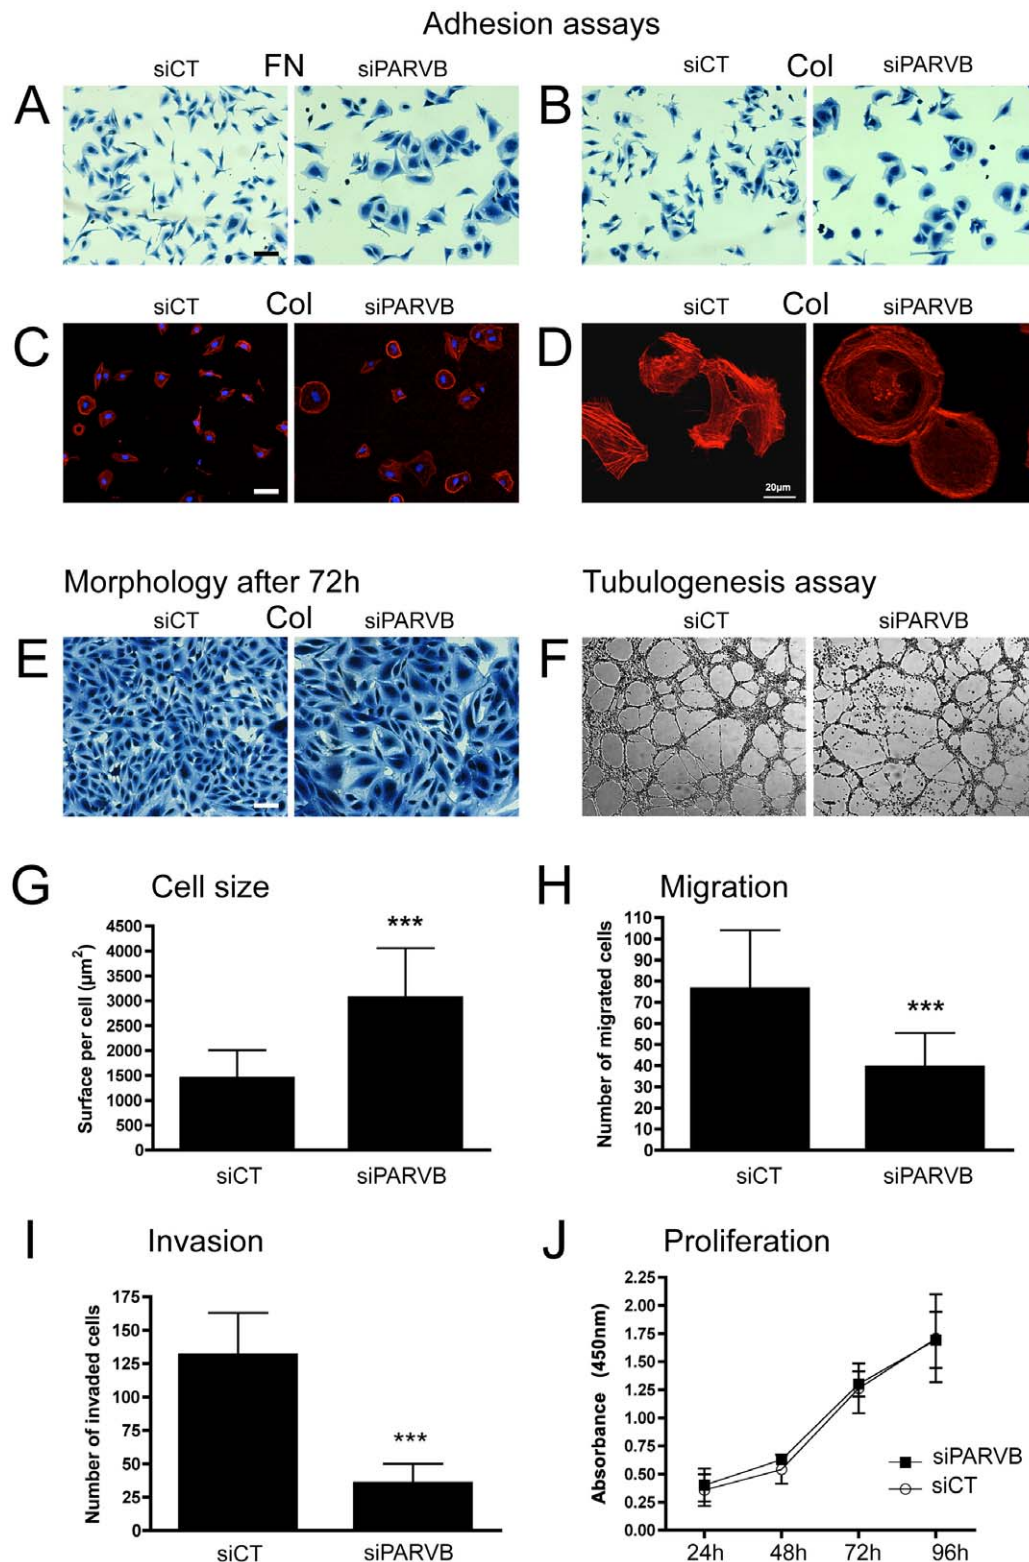 Adhesion assays
siCT FN siPARVB
siCT Col siPARVB
A
B
siCT Col siPARVB
siCT Col siPARVB
C
D
20µm
Morphology after 72h
Tubulogenesis assay
siCT Col siPARVB
siCT siPARVB
E
F
G Cell size
Surface per cell (µm²)
4500
4000
3500
3000
2500
2000
1500
1000
500
0
***
siCT siPARVB
H Migration
Number of migrated cells
110
100
90
80
70
60
50
40
30
20
10
0
***
siCT siPARVB
I Invasion
Number of invaded cells
175
150
125
100
75
50
25
0
***
siCT siPARVB
J Proliferation
Absorbance (450nm)
2.25
2.00
1.75
1.50
1.25
1.00
0.75
0.50
0.25
0.00
siPARVB
siCT
24h 48h 72h 96h